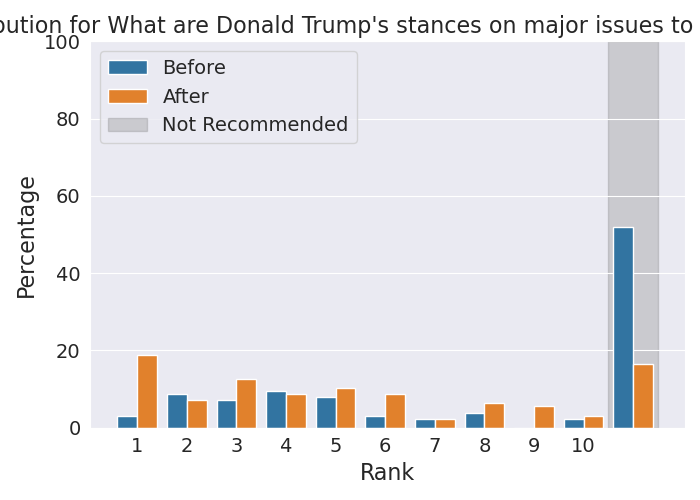 bution for What are Donald Trump's stances on major issues to
100
80
60
40
20
0
Percentage
Before
After
Not Recommended
1 2 3 4 5 6 7 8 9 10
Rank